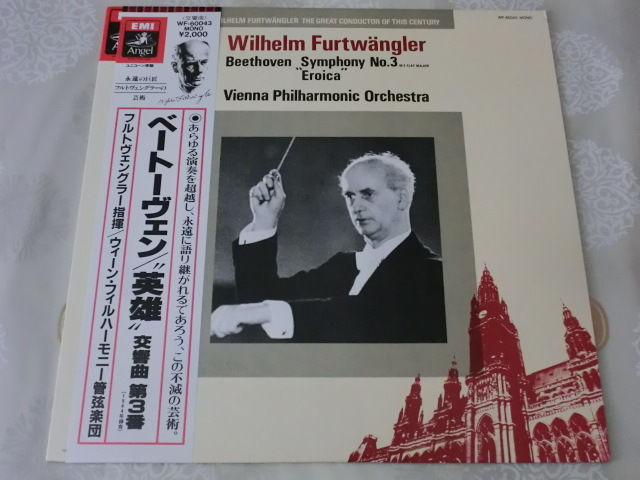 WILHELM FURTWÄNGLER THE GREAT CONDUCTOR OF THIS CENTURY
WF-60043 MONO
Wilhelm Furtwängler
Beethoven Symphony No.3 IN E FLAT MAJOR
"Eroica"
Vienna Philharmonic Orchestra
EMI
Angel
(交響曲)
WF-60043
MONO
¥2,000
永遠の巨匠
フルトヴェングラーの
芸術
●あらゆる演奏を超越し、永遠に語り継がれるであろう、この不滅の芸術。
ベートーヴェン/"英雄" 交響曲 第3番
フルトヴェングラー指揮/ウィーン・フィルハーモニー管弦楽団